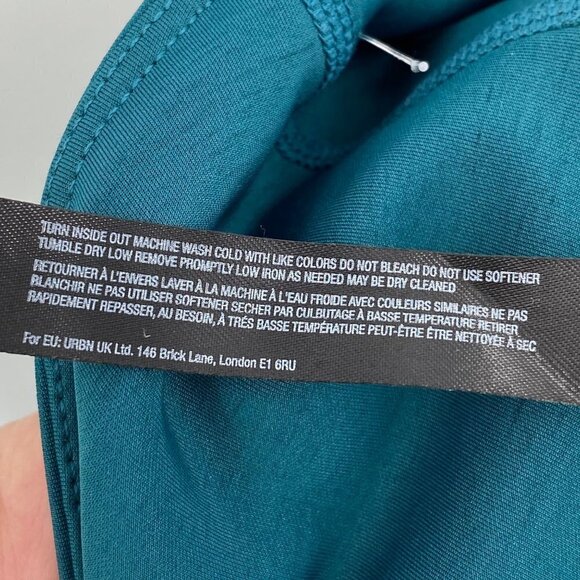 TURN INSIDE OUT MACHINE WASH COLD WITH LIKE COLORS DO NOT BLEACH DO NOT USE SOFTENER
TUMBLE DRY LOW REMOVE PROMPTLY LOW IRON AS NEEDED MAY BE DRY CLEANED
RETOURNER À L'ENVERS LAVER À LA MACHINE À L'EAU FROIDE AVEC COULEURS SIMILAIRES NE PAS
BLANCHIR NE PAS UTILISER SOFTENER SECHER PAR CULBUTAGE À BASSE TEMPERATURE RETIRER
RAPIDEMENT REPASSER, AU BESOIN, À TRÉS BASSE TEMPÉRATURE PEUT-ÊTRE ÊTRE NETTOYÉE À SEC
For EU: URBN UK Ltd. 146 Brick Lane, London E1 6RU